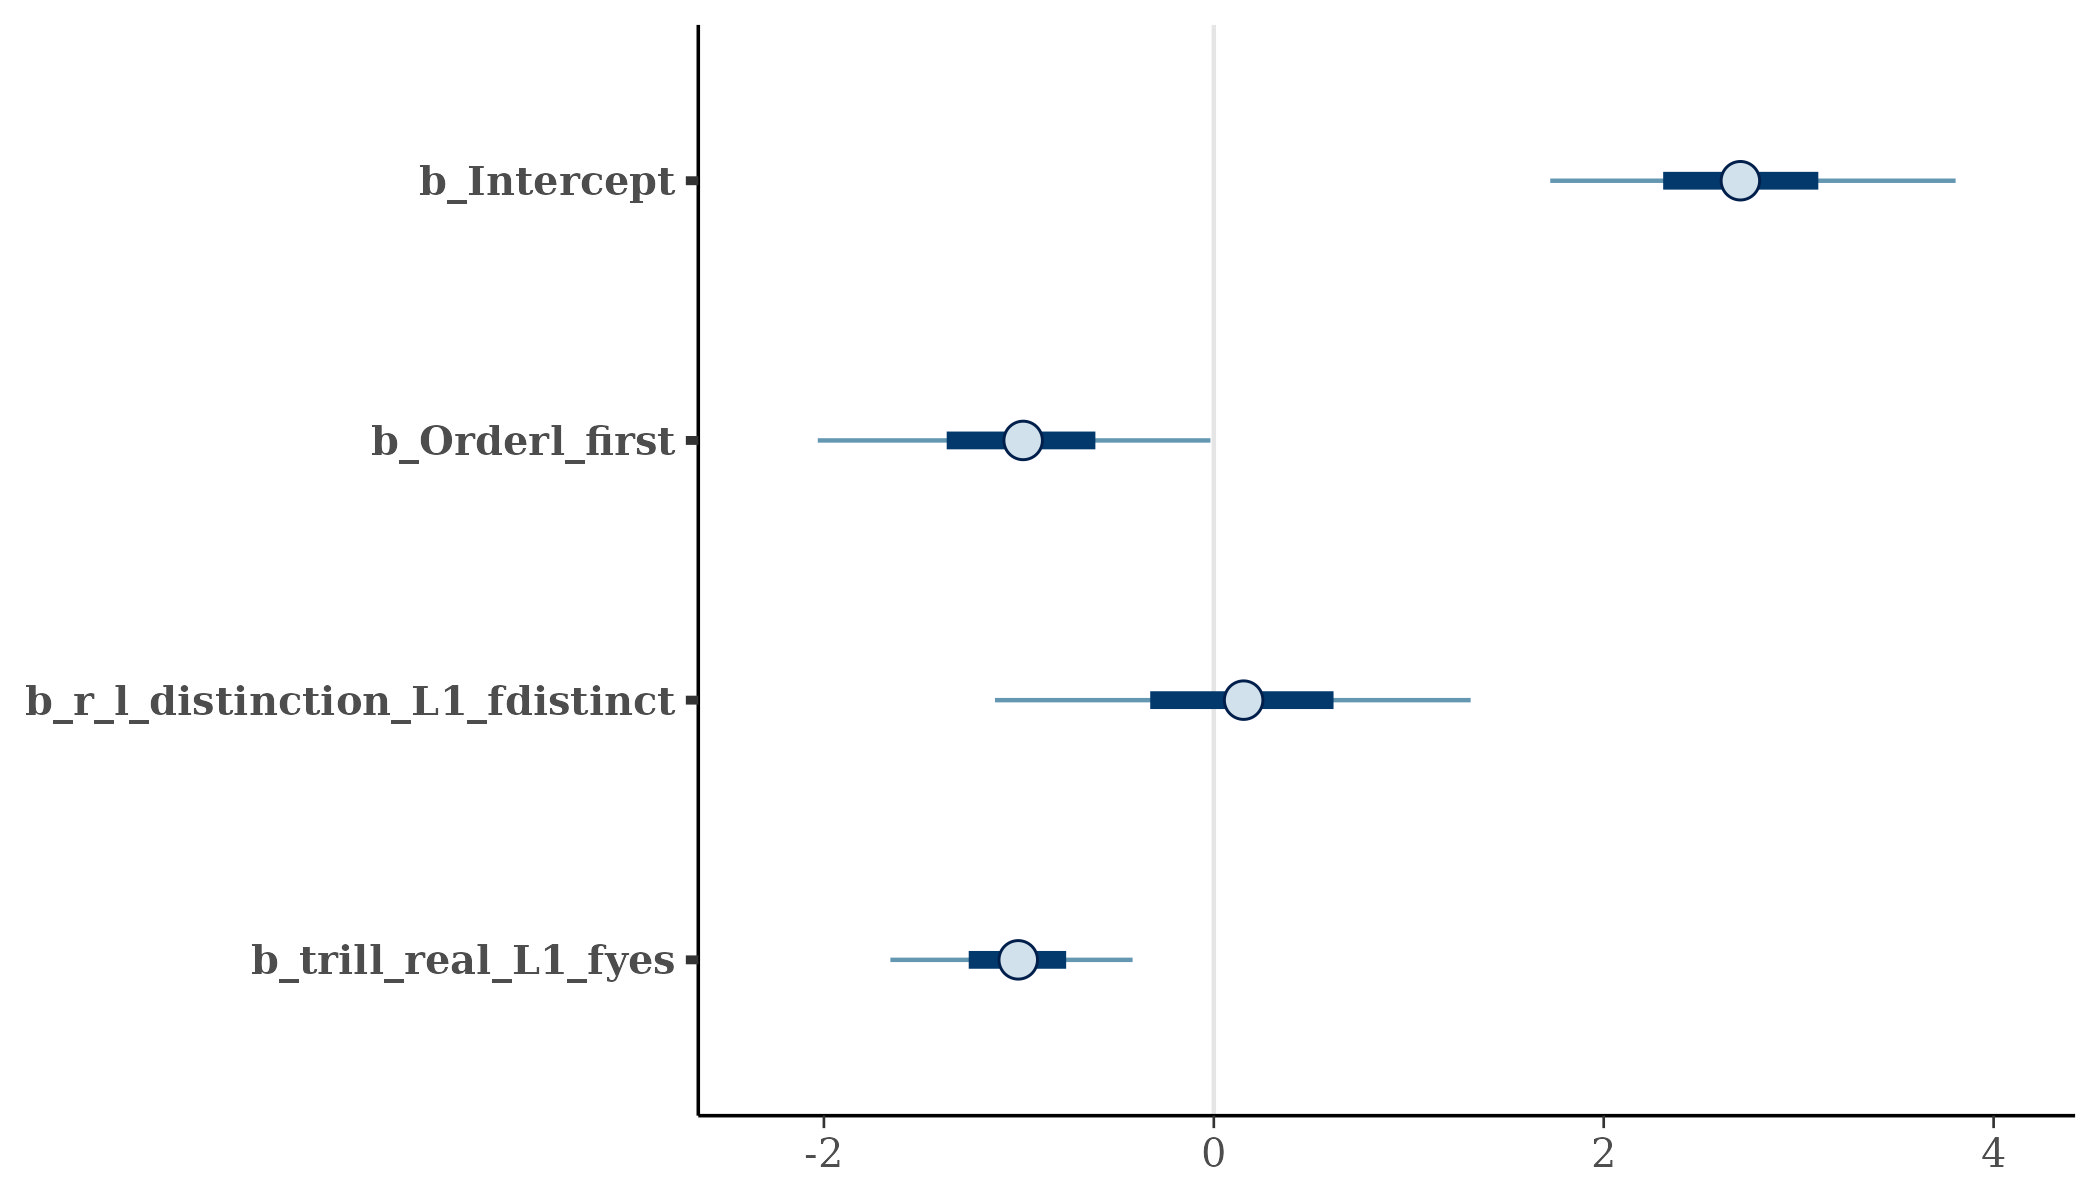 b_Intercept
b_Orderl_first
b_r_l_distinction_L1_fdistinct
b_trill_real_L1_fyes
-2 0 2 4